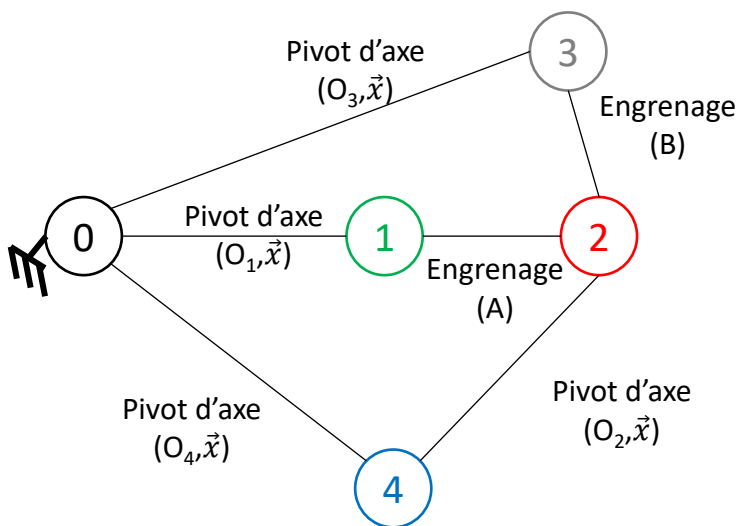 3
Pivot d'axe
(O₃,x⃗)
Engrenage
(B)
0
Pivot d'axe
(O₁,x⃗)
1
2
Engrenage
(A)
Pivot d'axe
(O₄,x⃗)
Pivot d'axe
(O₂,x⃗)
4